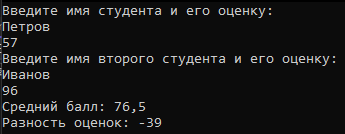 Введите имя студента и его оценку:
Петров
57
Введите имя второго студента и его оценку:
Иванов
96
Средний балл: 76,5
Разность оценок: -39